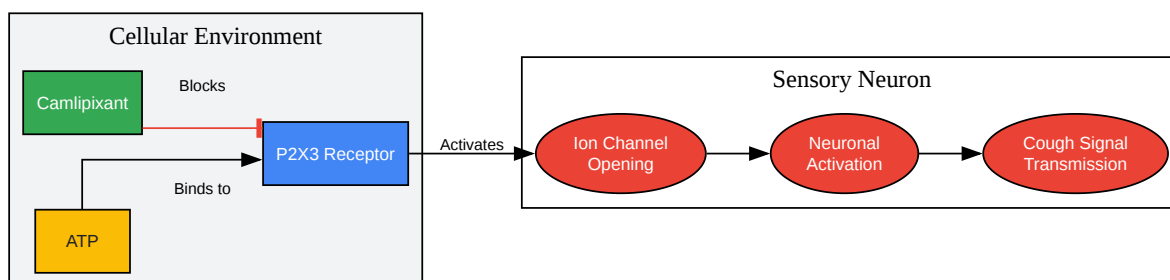 Cellular Environment
Camlipixant
Blocks
P2X3 Receptor
Binds to
ATP
Activates
Sensory Neuron
Ion Channel
Opening
Neuronal
Activation
Cough Signal
Transmission